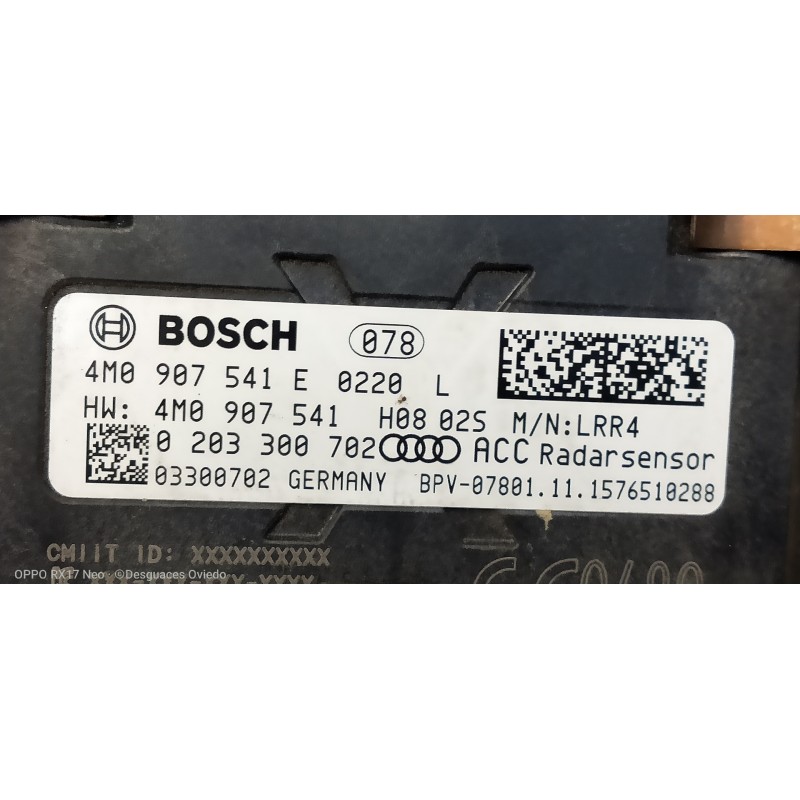 BOSCH 078
4M0 907 541 E 0220 L
HW: 4M0 907 541 H08 02S M/N:LRR4
0 203 300 702 ACC Radarsensor
03300702 GERMANY BPV-07801.11.1576510288
CMIIT ID: XXXXXXXXXX
OPPO RX17 Neo ©Desguaces Oviedo